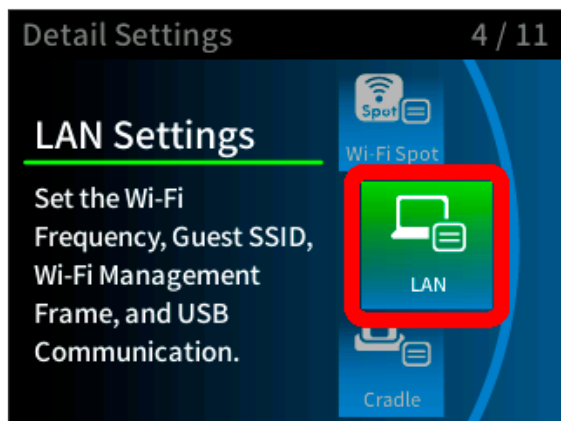 Detail Settings 4 / 11
Spot
Wi-Fi Spot
LAN Settings
Set the Wi-Fi
Frequency, Guest SSID,
Wi-Fi Management
Frame, and USB
Communication.
LAN
Cradle